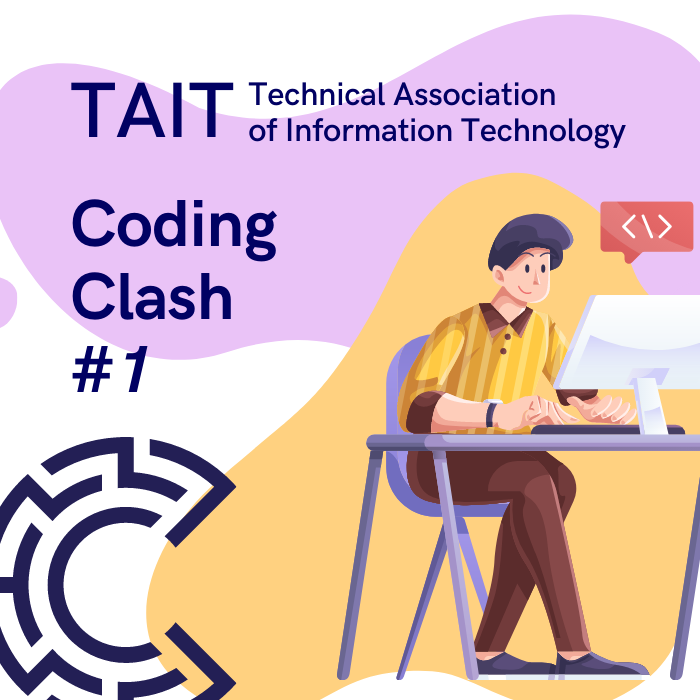 TAIT
Technical Association
of Information Technology
Coding
Clash
#1
<\>